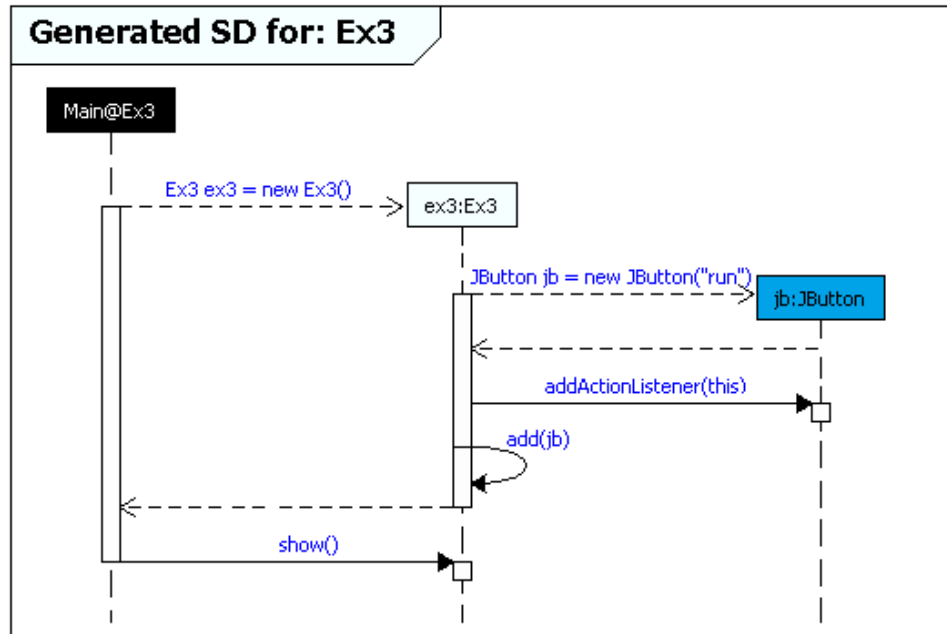 Generated SD for: Ex3
Main@Ex3
Ex3 ex3 = new Ex3()
ex3:Ex3
JButton jb = new JButton("run")
jb:JButton
addActionListener(this)
add(jb)
show()